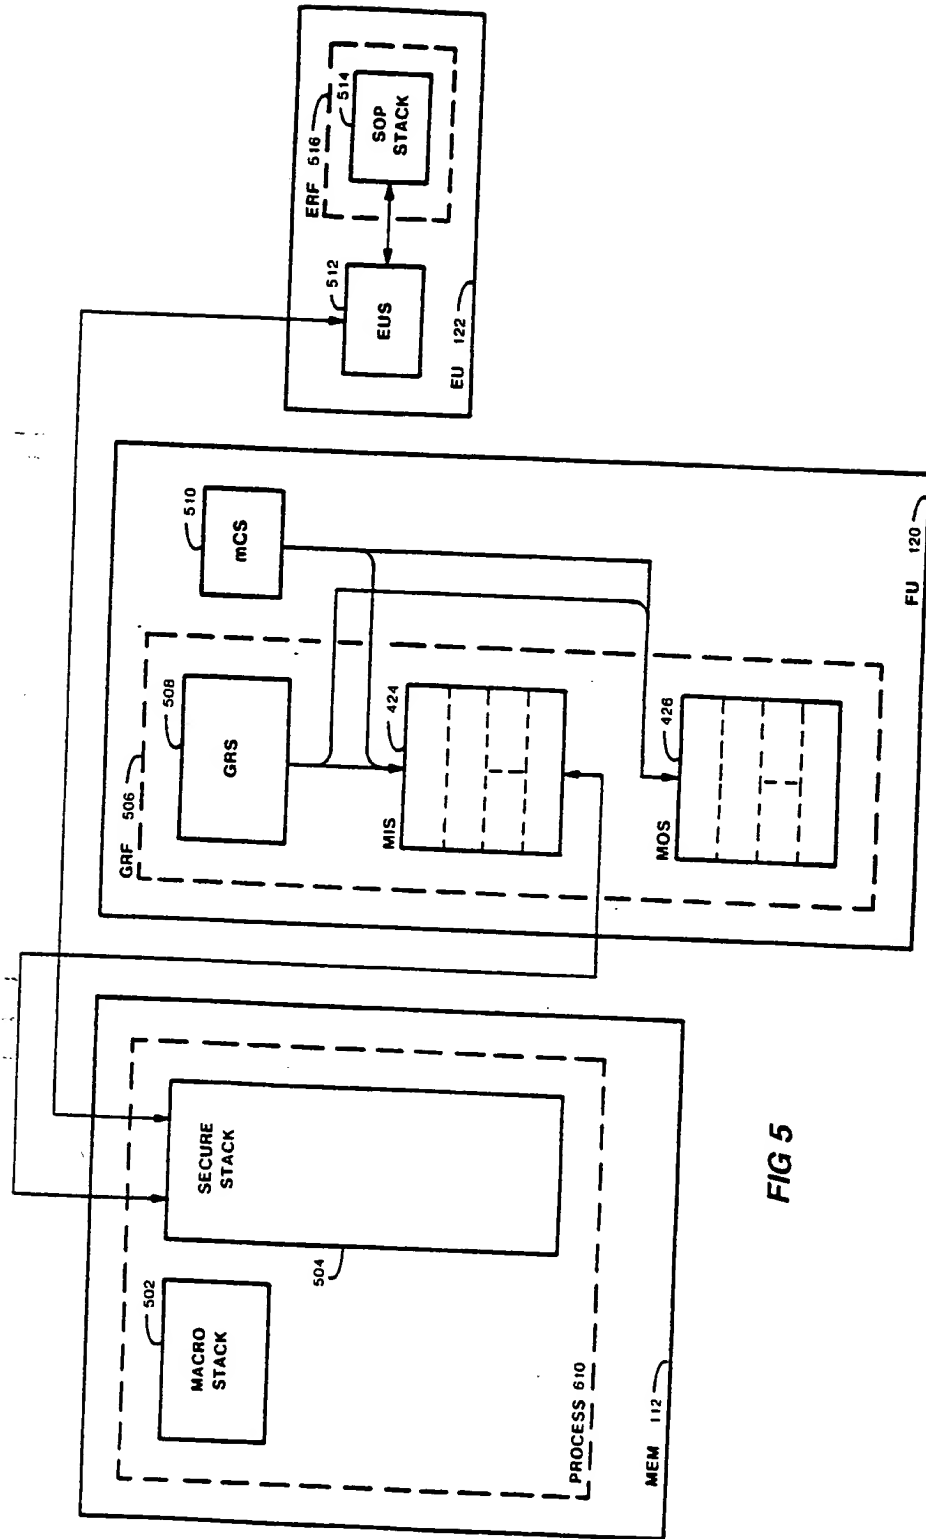 MACRO
STACK
502
SECURE
STACK
504
PROCESS 610
MEM 112
GRF 506
GRS
508
mCS
510
MIS
424
MOS
426
FU 120
EUS
512
ERF 516
SOP
STACK
514
EU 122
FIG 5